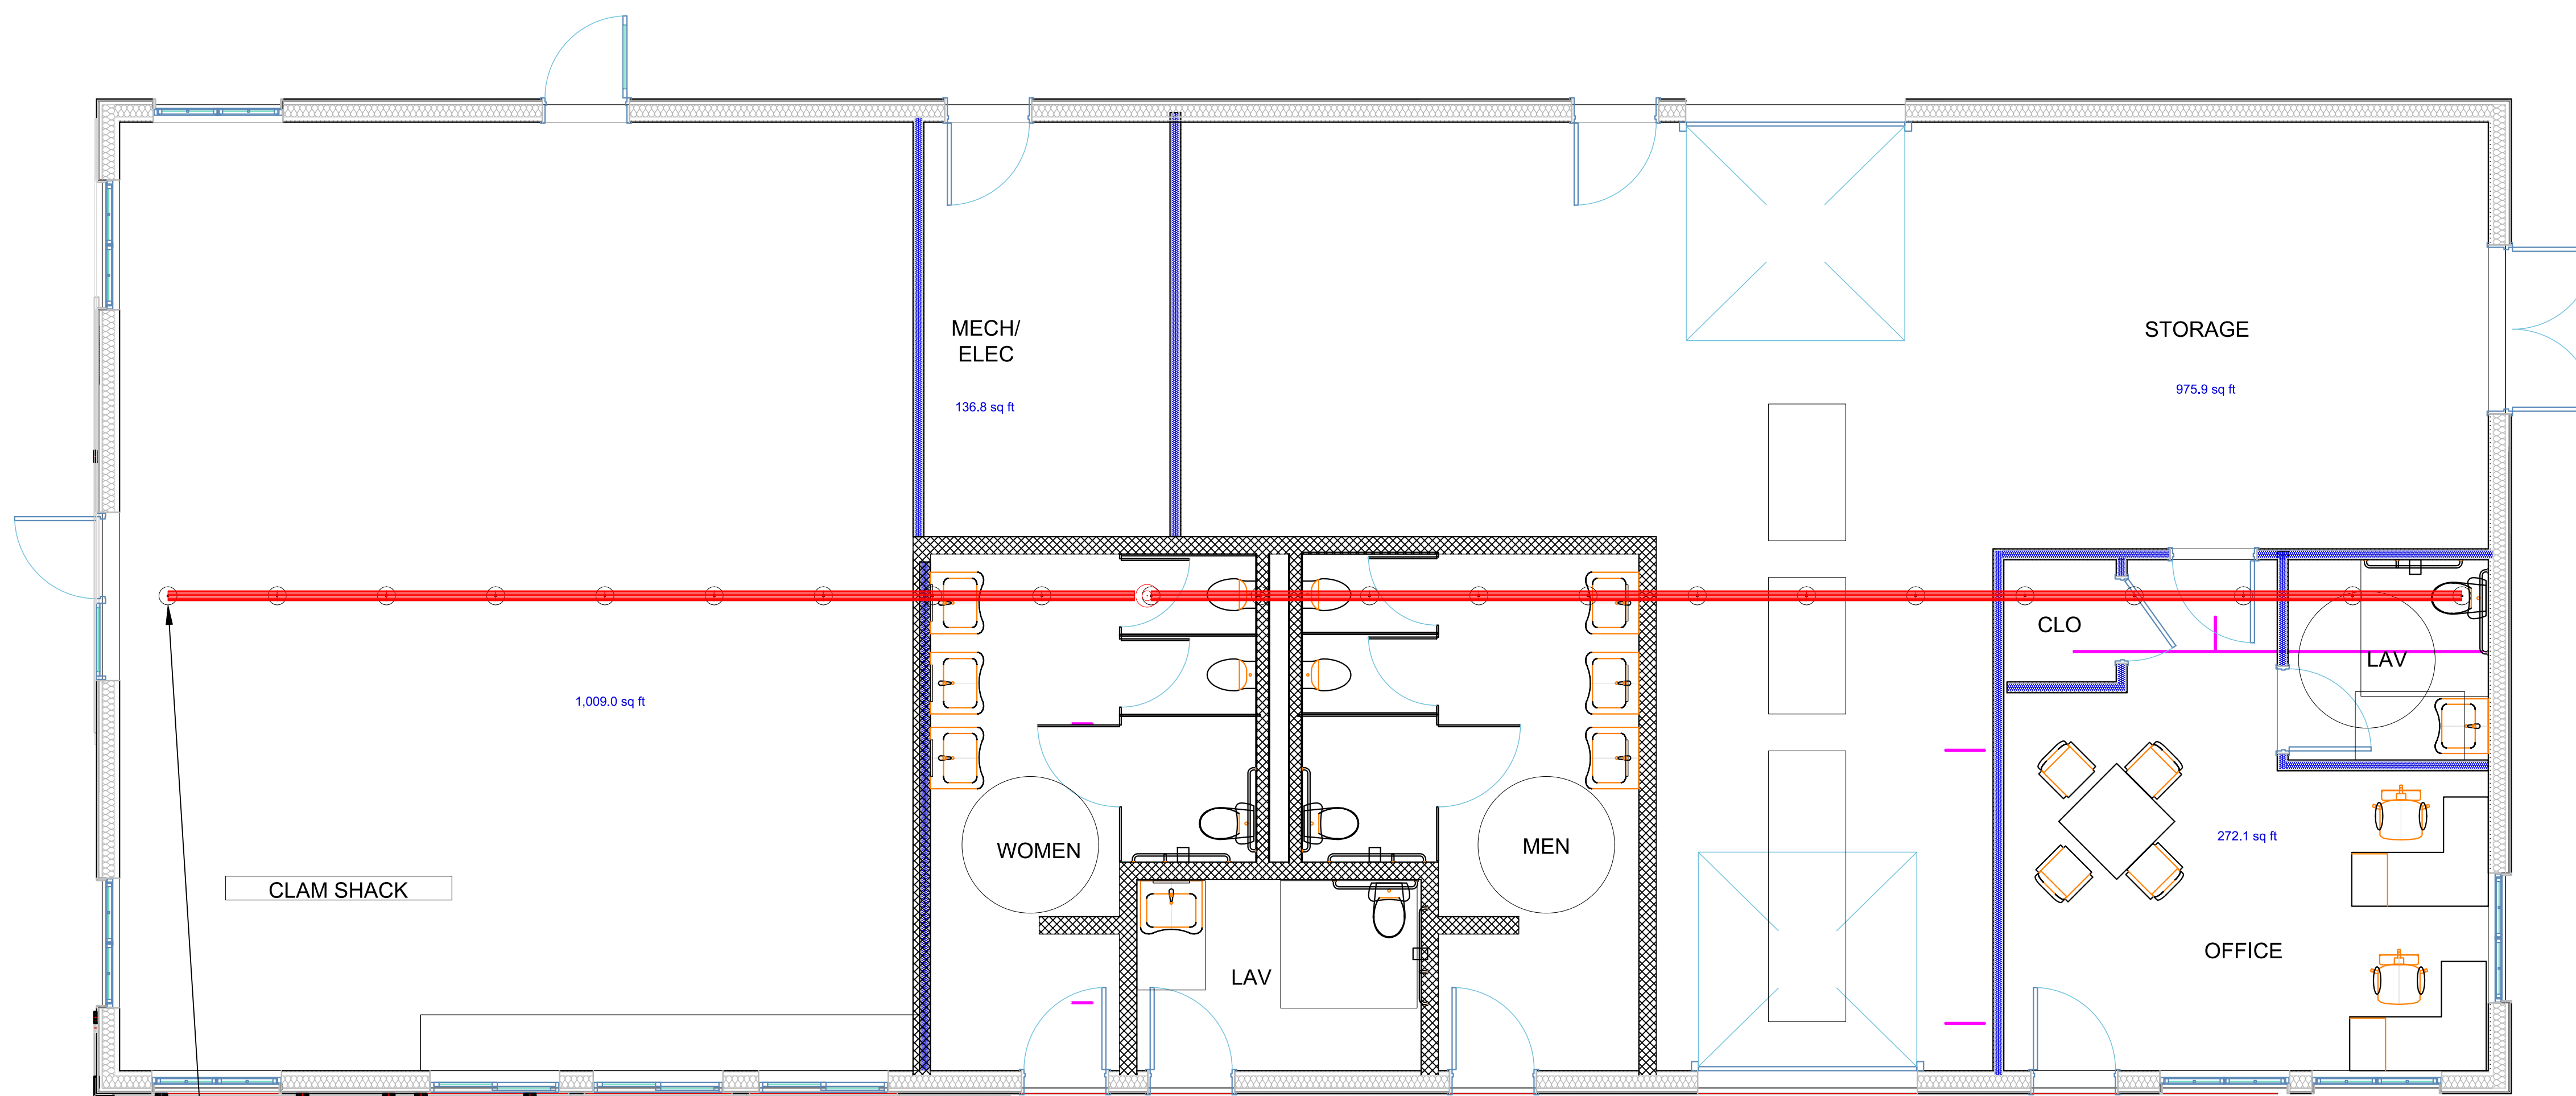 MECH/
ELEC
136.8 sq ft
STORAGE
975.9 sq ft
CLO
LAV
1,009.0 sq ft
CLAM SHACK
WOMEN
MEN
272.1 sq ft
LAV
OFFICE